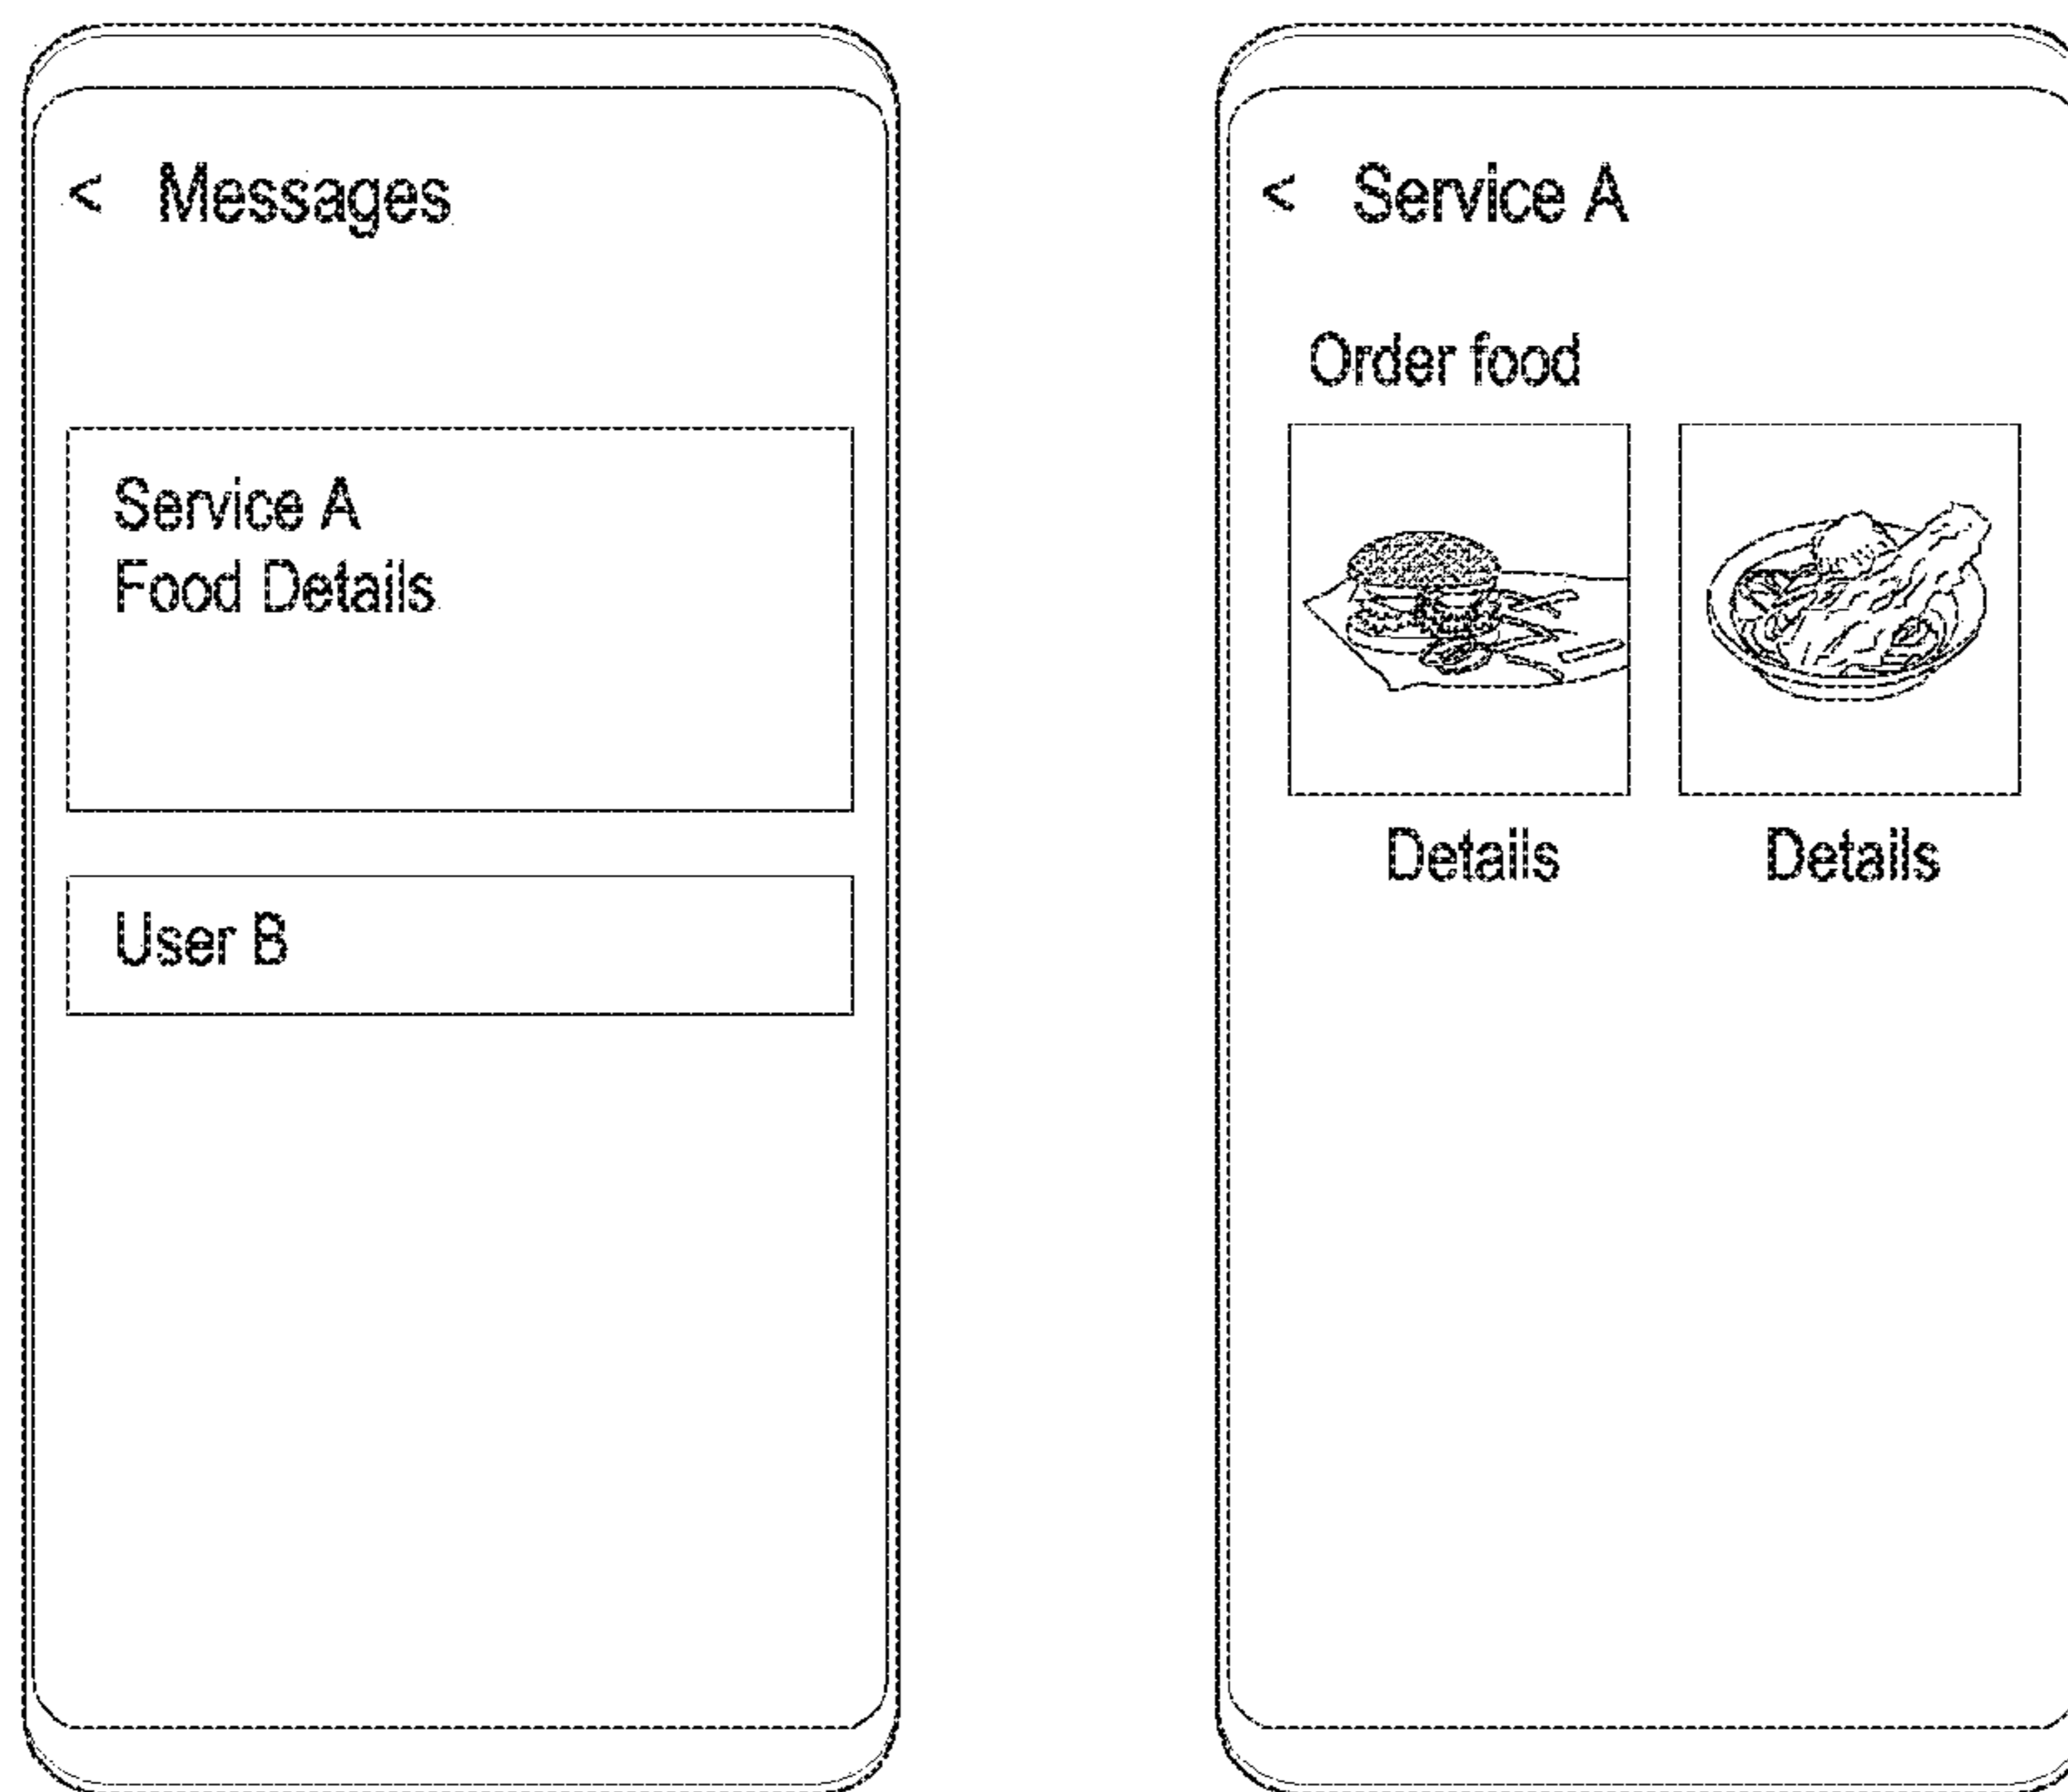 < Messages
Service A
Food Details
User B
< Service A
Order food
Details Details